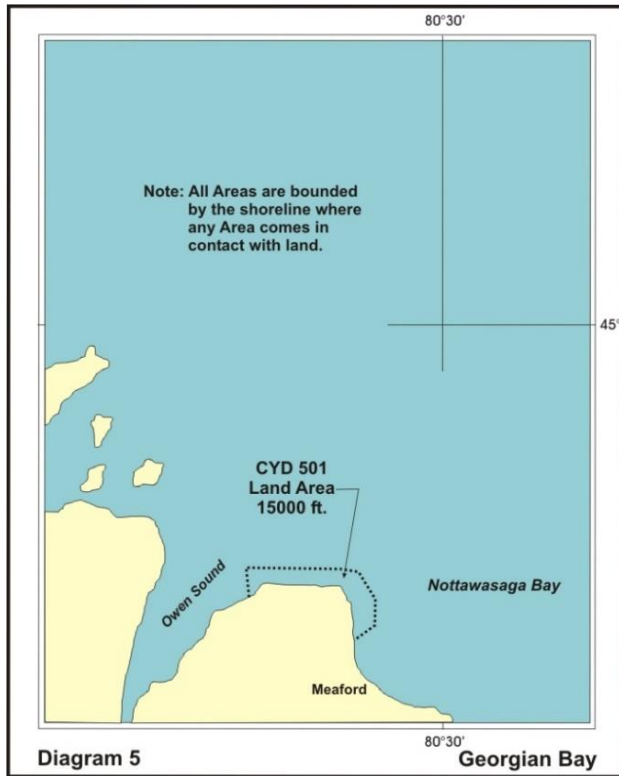 80°30'
Note: All Areas are bounded
by the shoreline where
any Area comes in
contact with land.
45°
CYD 501
Land Area
15000 ft.
Owen Sound
Nottawasaga Bay
Meaford
80°30'
Diagram 5
Georgian Bay